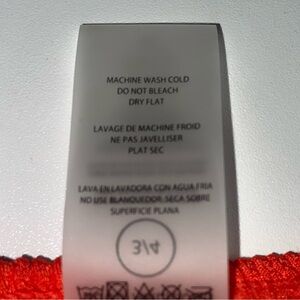 MACHINE WASH COLD
DO NOT BLEACH
DRY FLAT
LAVAGE DE MACHINE FROID
NE PAS JAVELLISER
PLAT SEC
LAVA EN LAVADORA CON AGUA FRIA
NO USE BLANQUEDOR, SECA SOBRE
SUPERFICIE PLANA
3/4